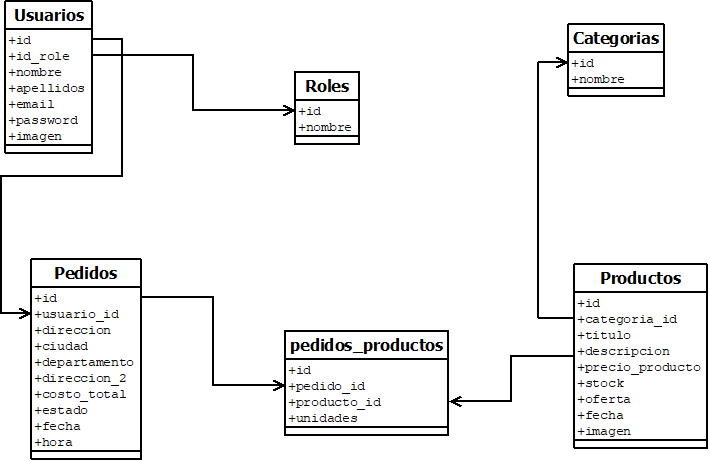 Usuarios
+id
+id_role
+nombre
+apellidos
+email
+password
+imagen
Roles
+id
+nombre
Categorias
+id
+nombre
Pedidos
+id
+usuario_id
+direccion
+ciudad
+departamento
+direccion_2
+costo_total
+estado
+fecha
+hora
pedidos_productos
+id
+pedido_id
+producto_id
+unidades
Productos
+id
+categoria_id
+titulo
+descripcion
+precio_producto
+stock
+oferta
+fecha
+imagen